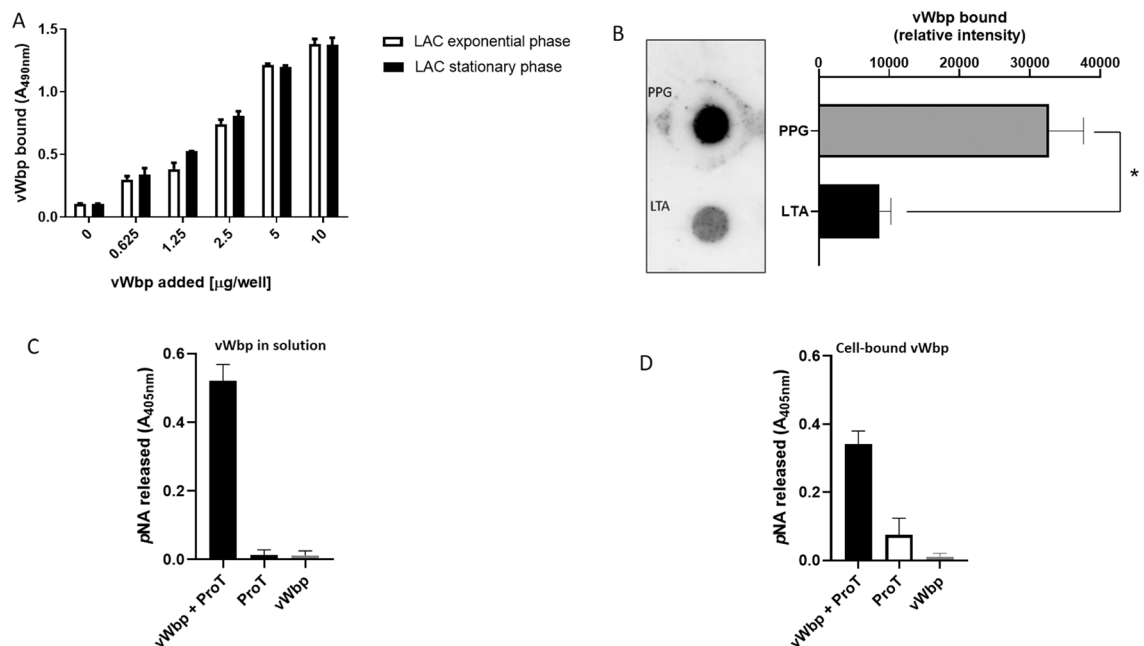 A
vWbp bound (A490nm)
1.5
1.0
0.5
0.0
0
0.625
1.25
2.5
5
10
vWbp added [μg/well]
LAC exponential phase
LAC stationary phase
B
PPG
LTA
vWbp bound
(relative intensity)
0
10000
20000
30000
40000
PPG
LTA
*
C
vWbp in solution
pNA released (A405nm)
0.6
0.4
0.2
0.0
vWbp + ProT
ProT
vWbp
D
Cell-bound vWbp
pNA released (A405nm)
0.6
0.4
0.2
0.0
vWbp + ProT
ProT
vWbp